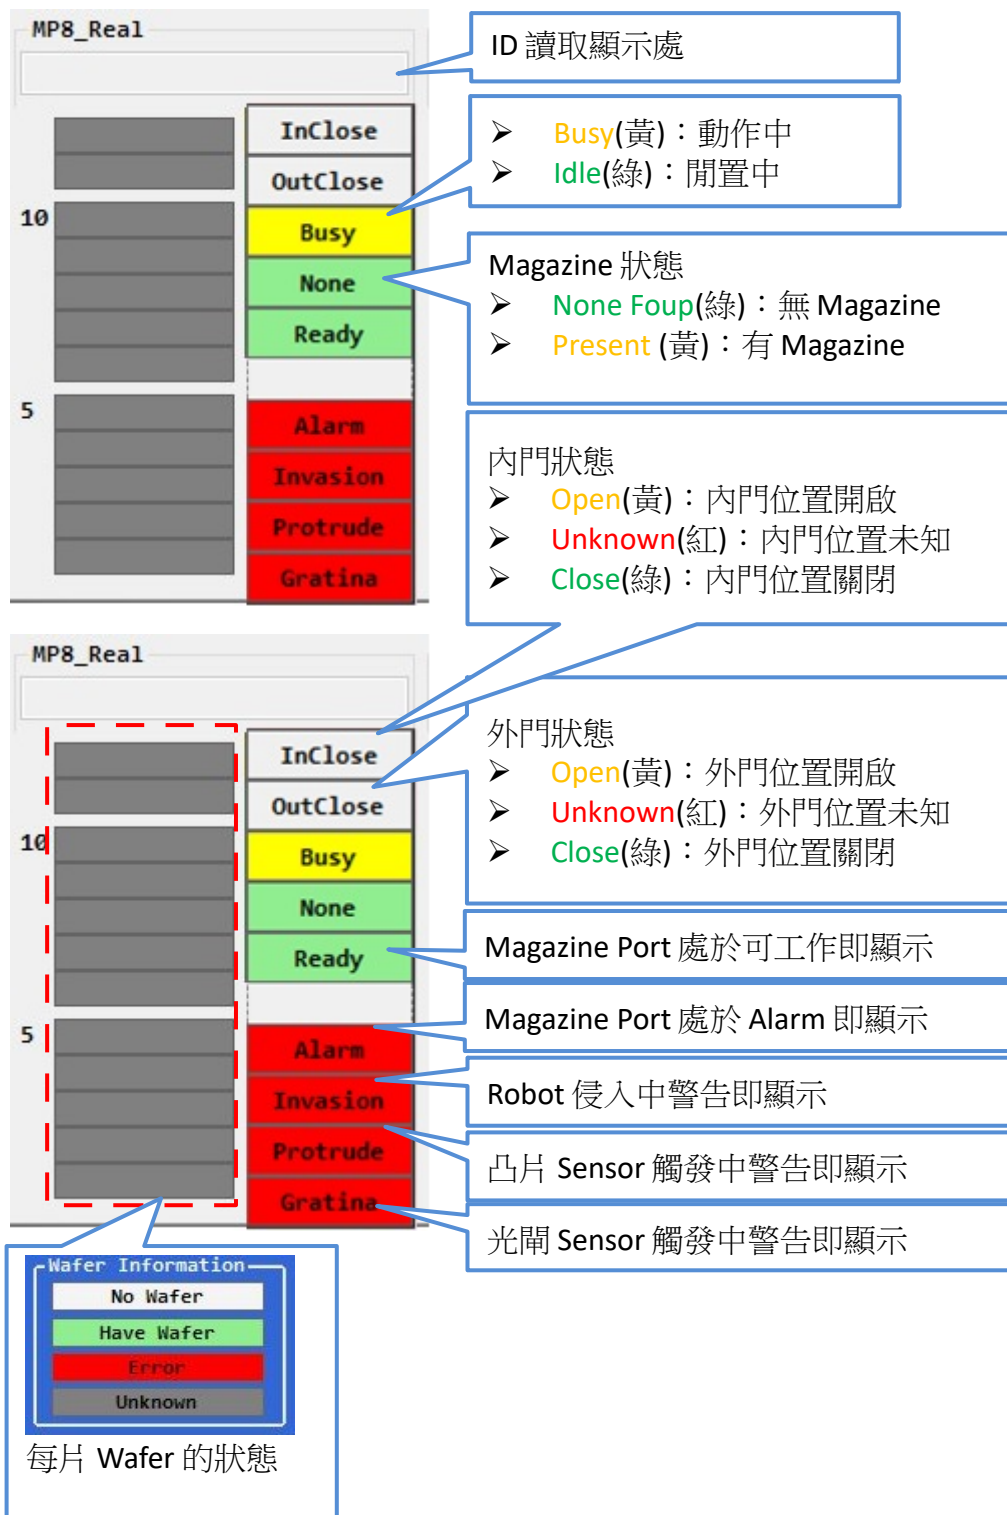 MP8_Real
ID 讀取顯示處
InClose
OutClose
10
Busy
None
Ready
5
Alarm
Invasion
Protrude
Gratina
➤ Busy(黃)：動作中
➤ Idle(綠)：閒置中
Magazine 狀態
➤ None Foup(綠)：無 Magazine
➤ Present (黃)：有 Magazine
內門狀態
➤ Open(黃)：內門位置開啟
➤ Unknown(紅)：內門位置未知
➤ Close(綠)：內門位置關閉
MP8_Real
InClose
OutClose
10
Busy
None
Ready
5
Alarm
Invasion
Protrude
Gratina
外門狀態
➤ Open(黃)：外門位置開啟
➤ Unknown(紅)：外門位置未知
➤ Close(綠)：外門位置關閉
Magazine Port 處於可工作即顯示
Magazine Port 處於 Alarm 即顯示
Robot 侵入中警告即顯示
凸片 Sensor 觸發中警告即顯示
光閘 Sensor 觸發中警告即顯示
Wafer Information
No Wafer
Have Wafer
Error
Unknown
每片 Wafer 的狀態